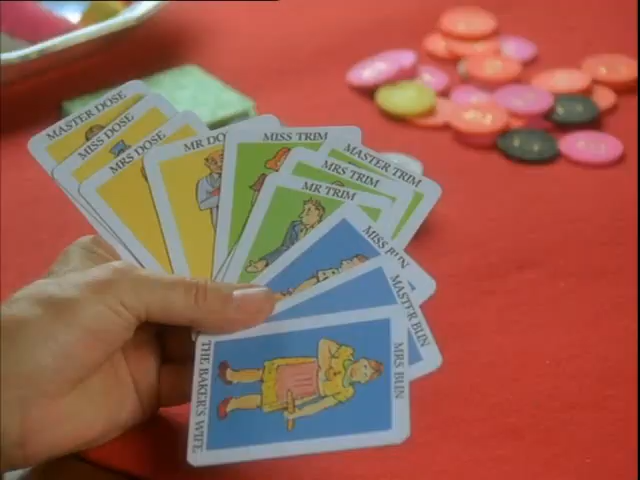 MASTER DOSE
MISS DOSE
MRS DOSE
MR
MISS TRIM
MASTER TRIM
MRS TRIM
MR TRIM
MISS BUN
MASTER BUN
MRS BUN
THE BAKER'S WIFE